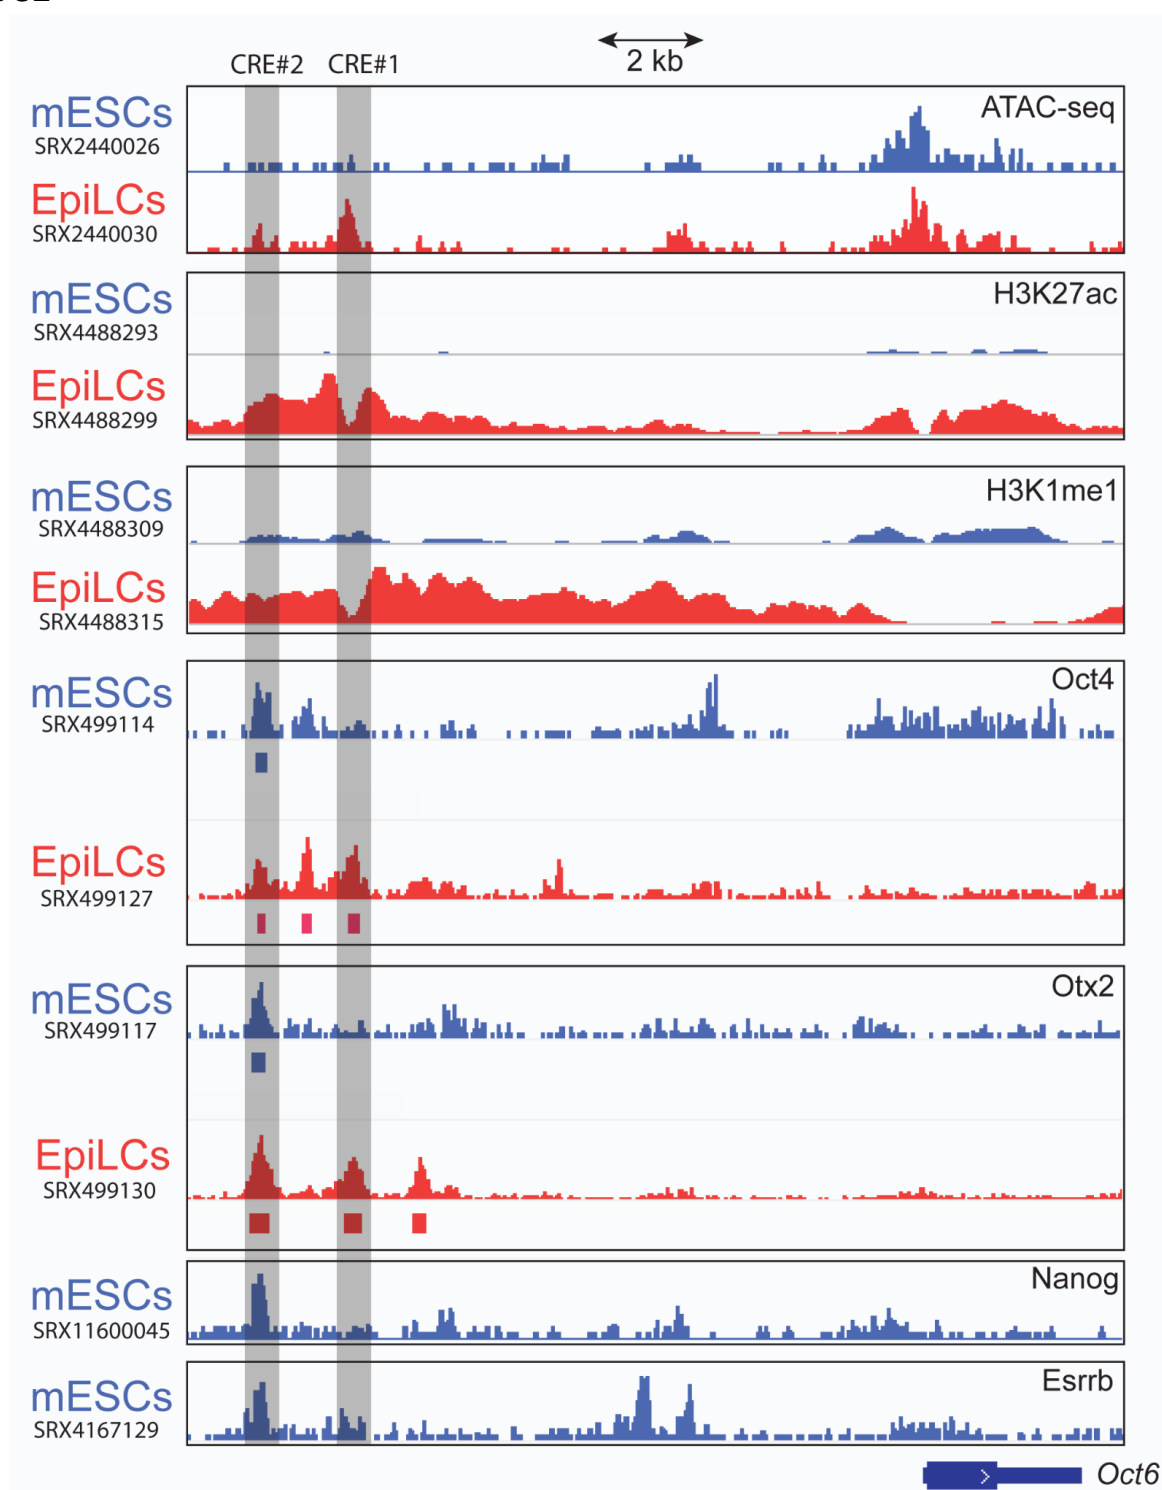 2 kb
CRE#2 CRE#1
mESCs
SRX2440026
ATAC-seq
EpiLCs
SRX2440030
mESCs
SRX4488293
H3K27ac
EpiLCs
SRX4488299
mESCs
SRX4488309
H3K1me1
EpiLCs
SRX4488315
mESCs
SRX499114
Oct4
EpiLCs
SRX499127
mESCs
SRX499117
Otx2
EpiLCs
SRX499130
mESCs
SRX11600045
Nanog
mESCs
SRX4167129
Esrrb
Oct6